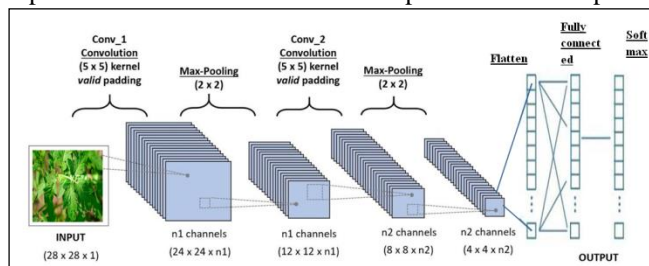 Conv_1
Convolution
(5 x 5) kernel
valid padding
Max-Pooling
(2 x 2)
Conv_2
Convolution
(5 x 5) kernel
valid padding
Max-Pooling
(2 x 2)
Flatten
Fully
connect
ed
Soft
max
INPUT
(28 x 28 x 1)
n1 channels
(24 x 24 x n1)
n1 channels
(12 x 12 x n1)
n2 channels
(8 x 8 x n2)
n2 channels
(4 x 4 x n2)
OUTPUT